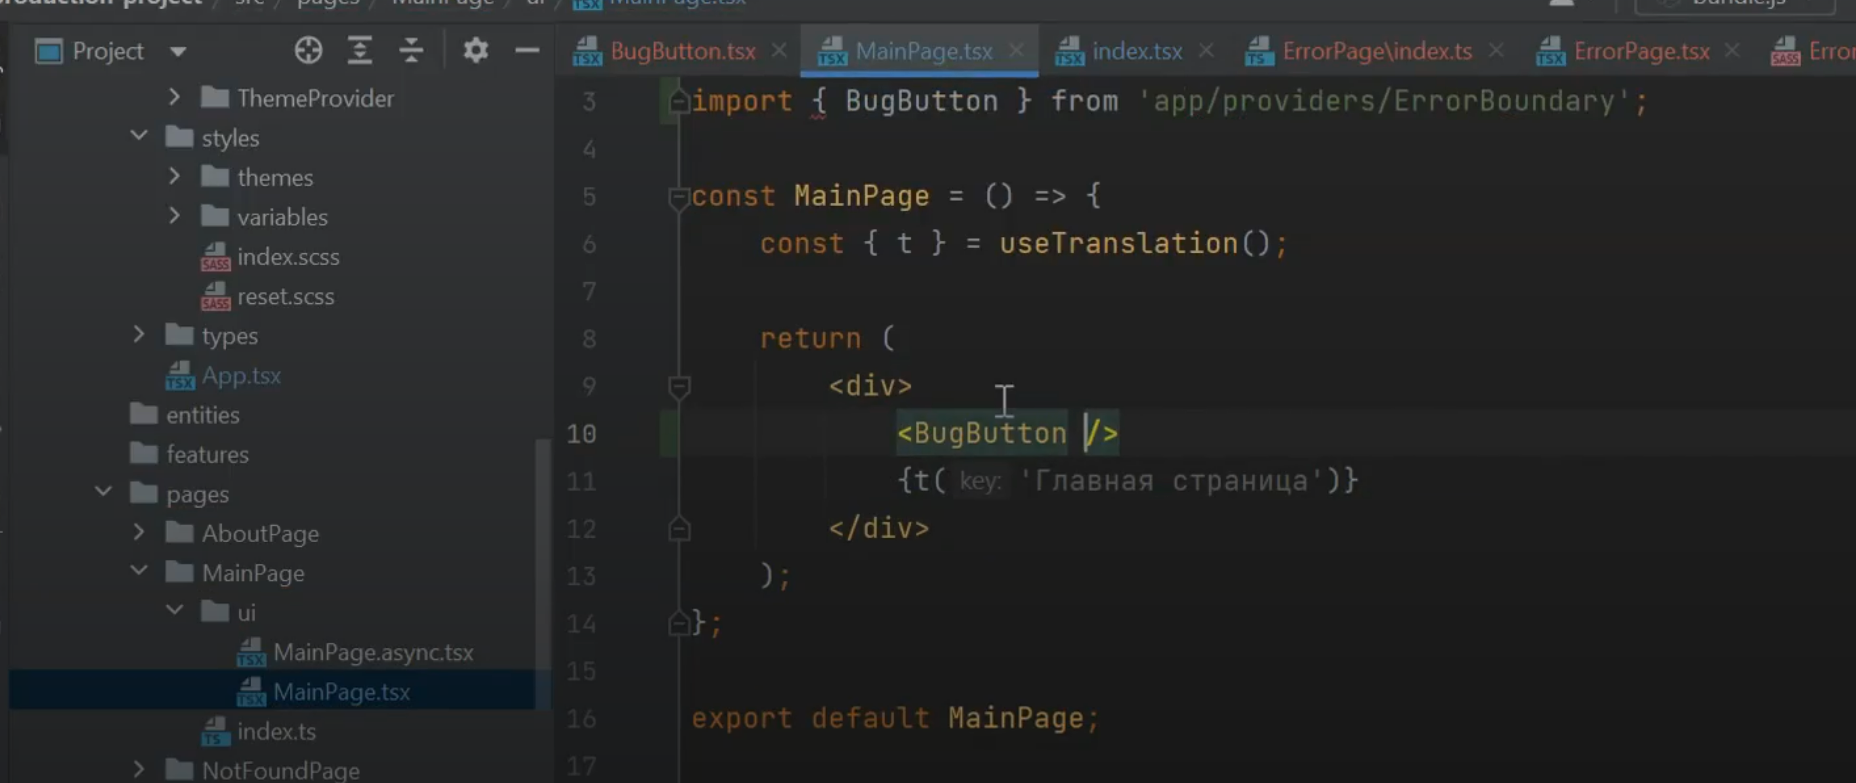 production-project / src / pages / MainPage / ui / MainPage.tsx
bundle.js
Project
BugButton.tsx
MainPage.tsx
index.tsx
ErrorPage\index.ts
ErrorPage.tsx
Error
ThemeProvider
styles
themes
variables
index.scss
reset.scss
types
App.tsx
entities
features
pages
AboutPage
MainPage
ui
MainPage.async.tsx
MainPage.tsx
index.ts
NotFoundPage
3 import { BugButton } from 'app/providers/ErrorBoundary';
4
5 const MainPage = () => {
6 const { t } = useTranslation();
7
8 return (
9 <div>
10 <BugButton />
11 {t( key: 'Главная страница')}
12 </div>
13 );
14 };
15
16 export default MainPage;
17